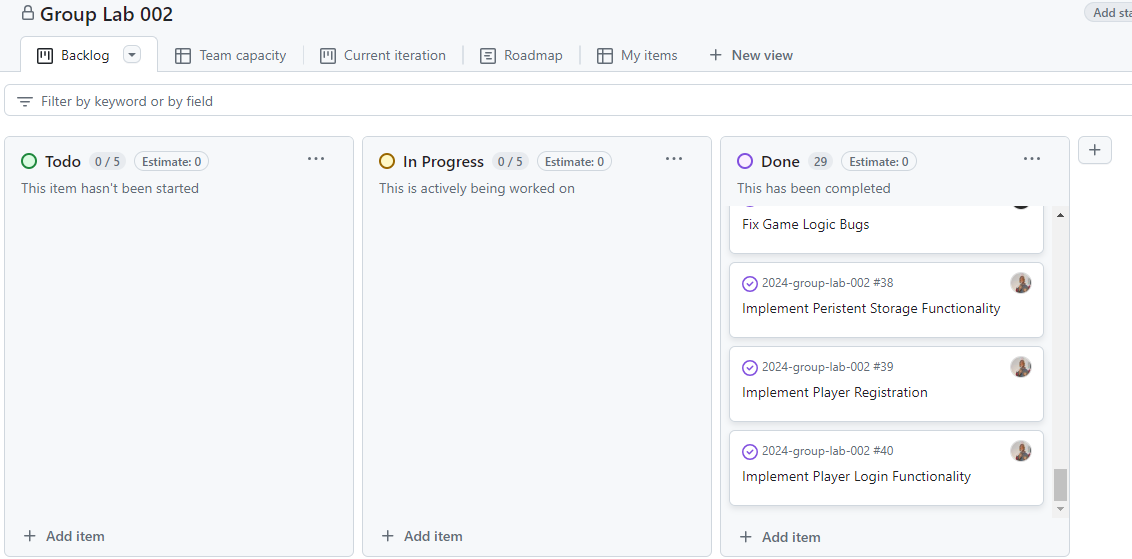 Group Lab 002
Add sta
Backlog
Team capacity
Current iteration
Roadmap
My items
New view
Filter by keyword or by field
Todo 0 / 5 Estimate: 0
This item hasn't been started
Add item
In Progress 0 / 5 Estimate: 0
This is actively being worked on
Add item
Done 29 Estimate: 0
This has been completed
Fix Game Logic Bugs
2024-group-lab-002 #38
Implement Peristent Storage Functionality
2024-group-lab-002 #39
Implement Player Registration
2024-group-lab-002 #40
Implement Player Login Functionality
Add item